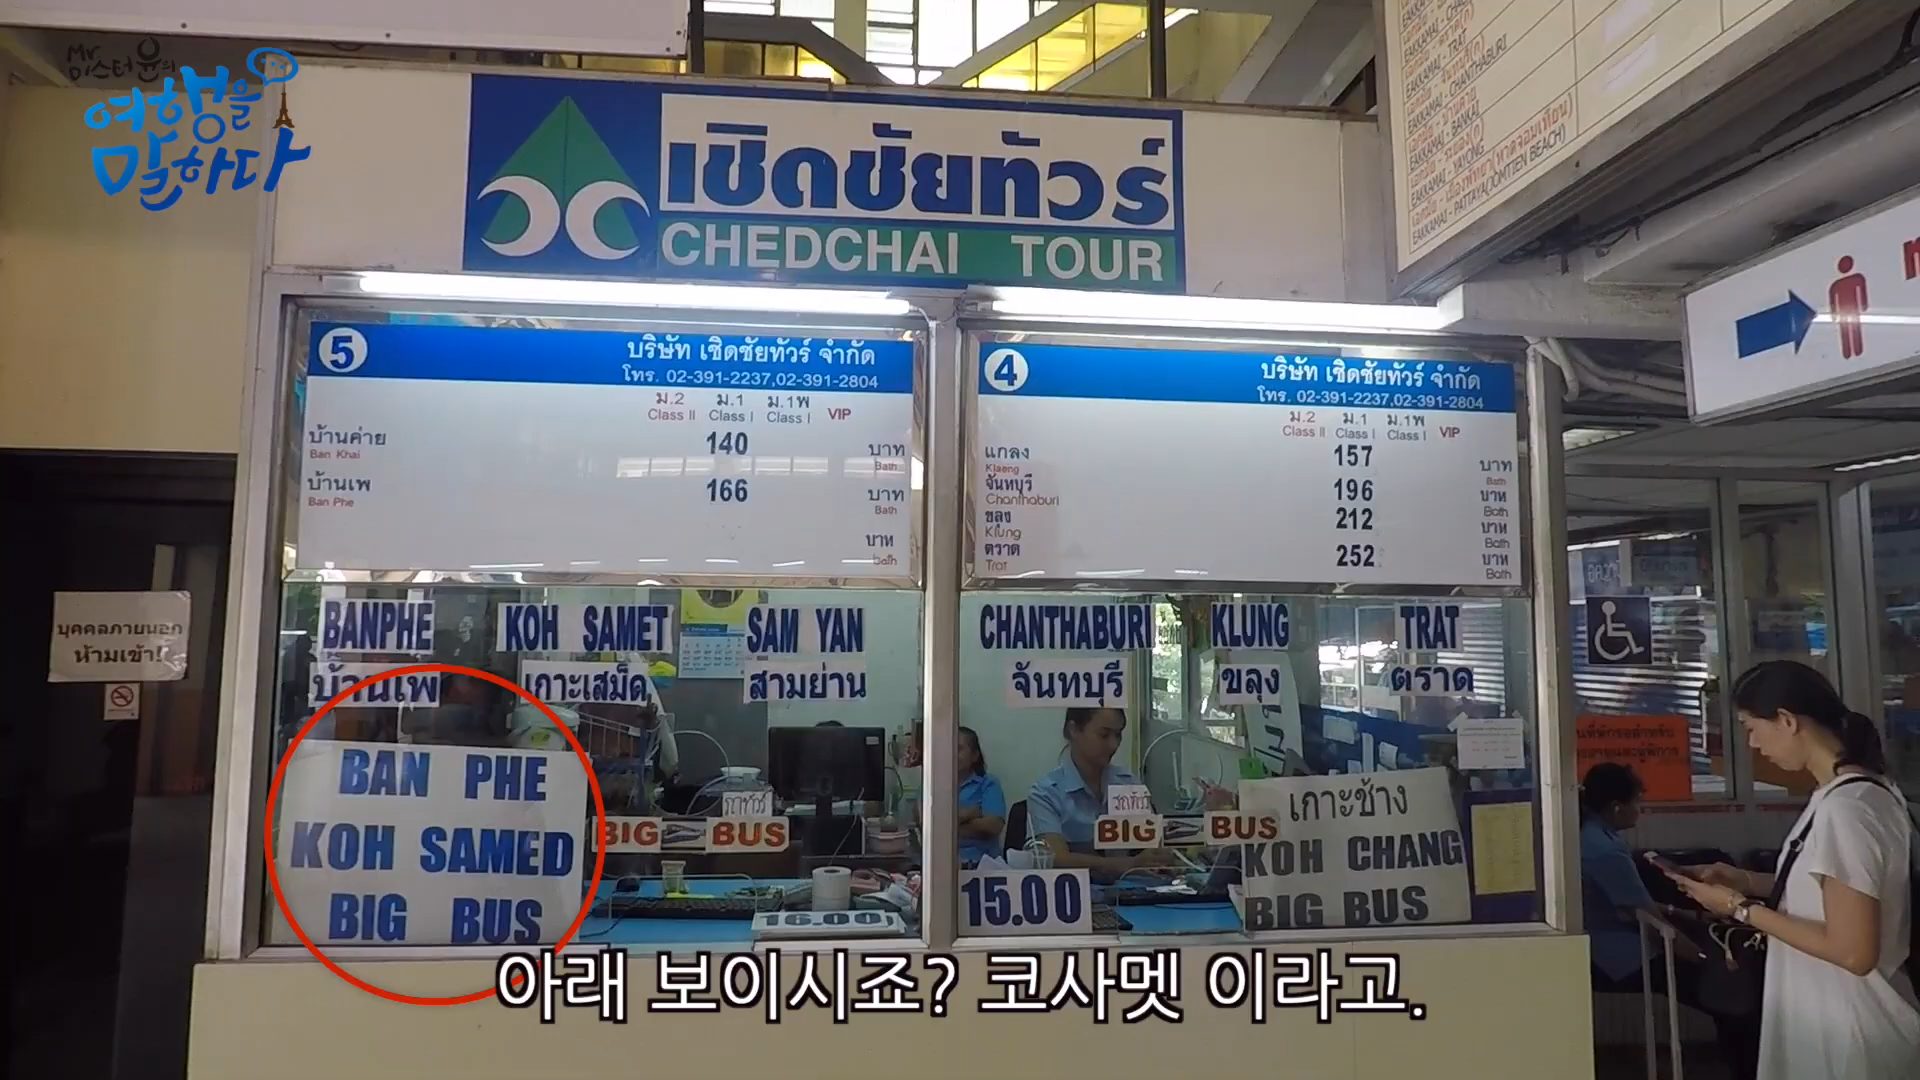 Mr.
미스터 윤의
여행을
말하다
เชิดชัยทัวร์
CHEDCHAI TOUR
EAKKAMAI - TRAT
EAKKAMAI - CHANTHABURI
EAKKAMAI - BANKAI
EAKKAMAI - RAYONG
EAKKAMAI - PATTAYA(JOMTIEN BEACH)
5
บริษัท เชิดชัยทัวร์ จำกัด
โทร. 02-391-2237,02-391-2804
ม.2 ม.1 ม.1พ
Class II Class I Class I VIP
บ้านค่าย 140 บาท
Ban Khai Bath
บ้านเพ 166 บาท
Ban Phe Bath
บาท
Bath
4
บริษัท เชิดชัยทัวร์ จำกัด
โทร. 02-391-2237,02-391-2804
ม.2 ม.1 ม.1พ
Class II Class I Class I VIP
แกลง 157 บาท
Klaeng Bath
จันทบุรี 196 บาท
Chanthaburi Bath
ขลุง 212 บาท
Klung Bath
ตราด 252 บาท
Trat Bath
บุคคลภายนอก
ห้ามเข้า!
BANPHE KOH SAMET SAM YAN
บ้านเพ เกาะเสม็ด สามย่าน
CHANTHABURI KLUNG TRAT
จันทบุรี ขลุง ตราด
BAN PHE
KOH SAMED
BIG BUS
BIG BUS
16.00
15.00
BIG BUS
เกาะช้าง
KOH CHANG
BIG BUS
아래 보이시죠? 코사멧 이라고.